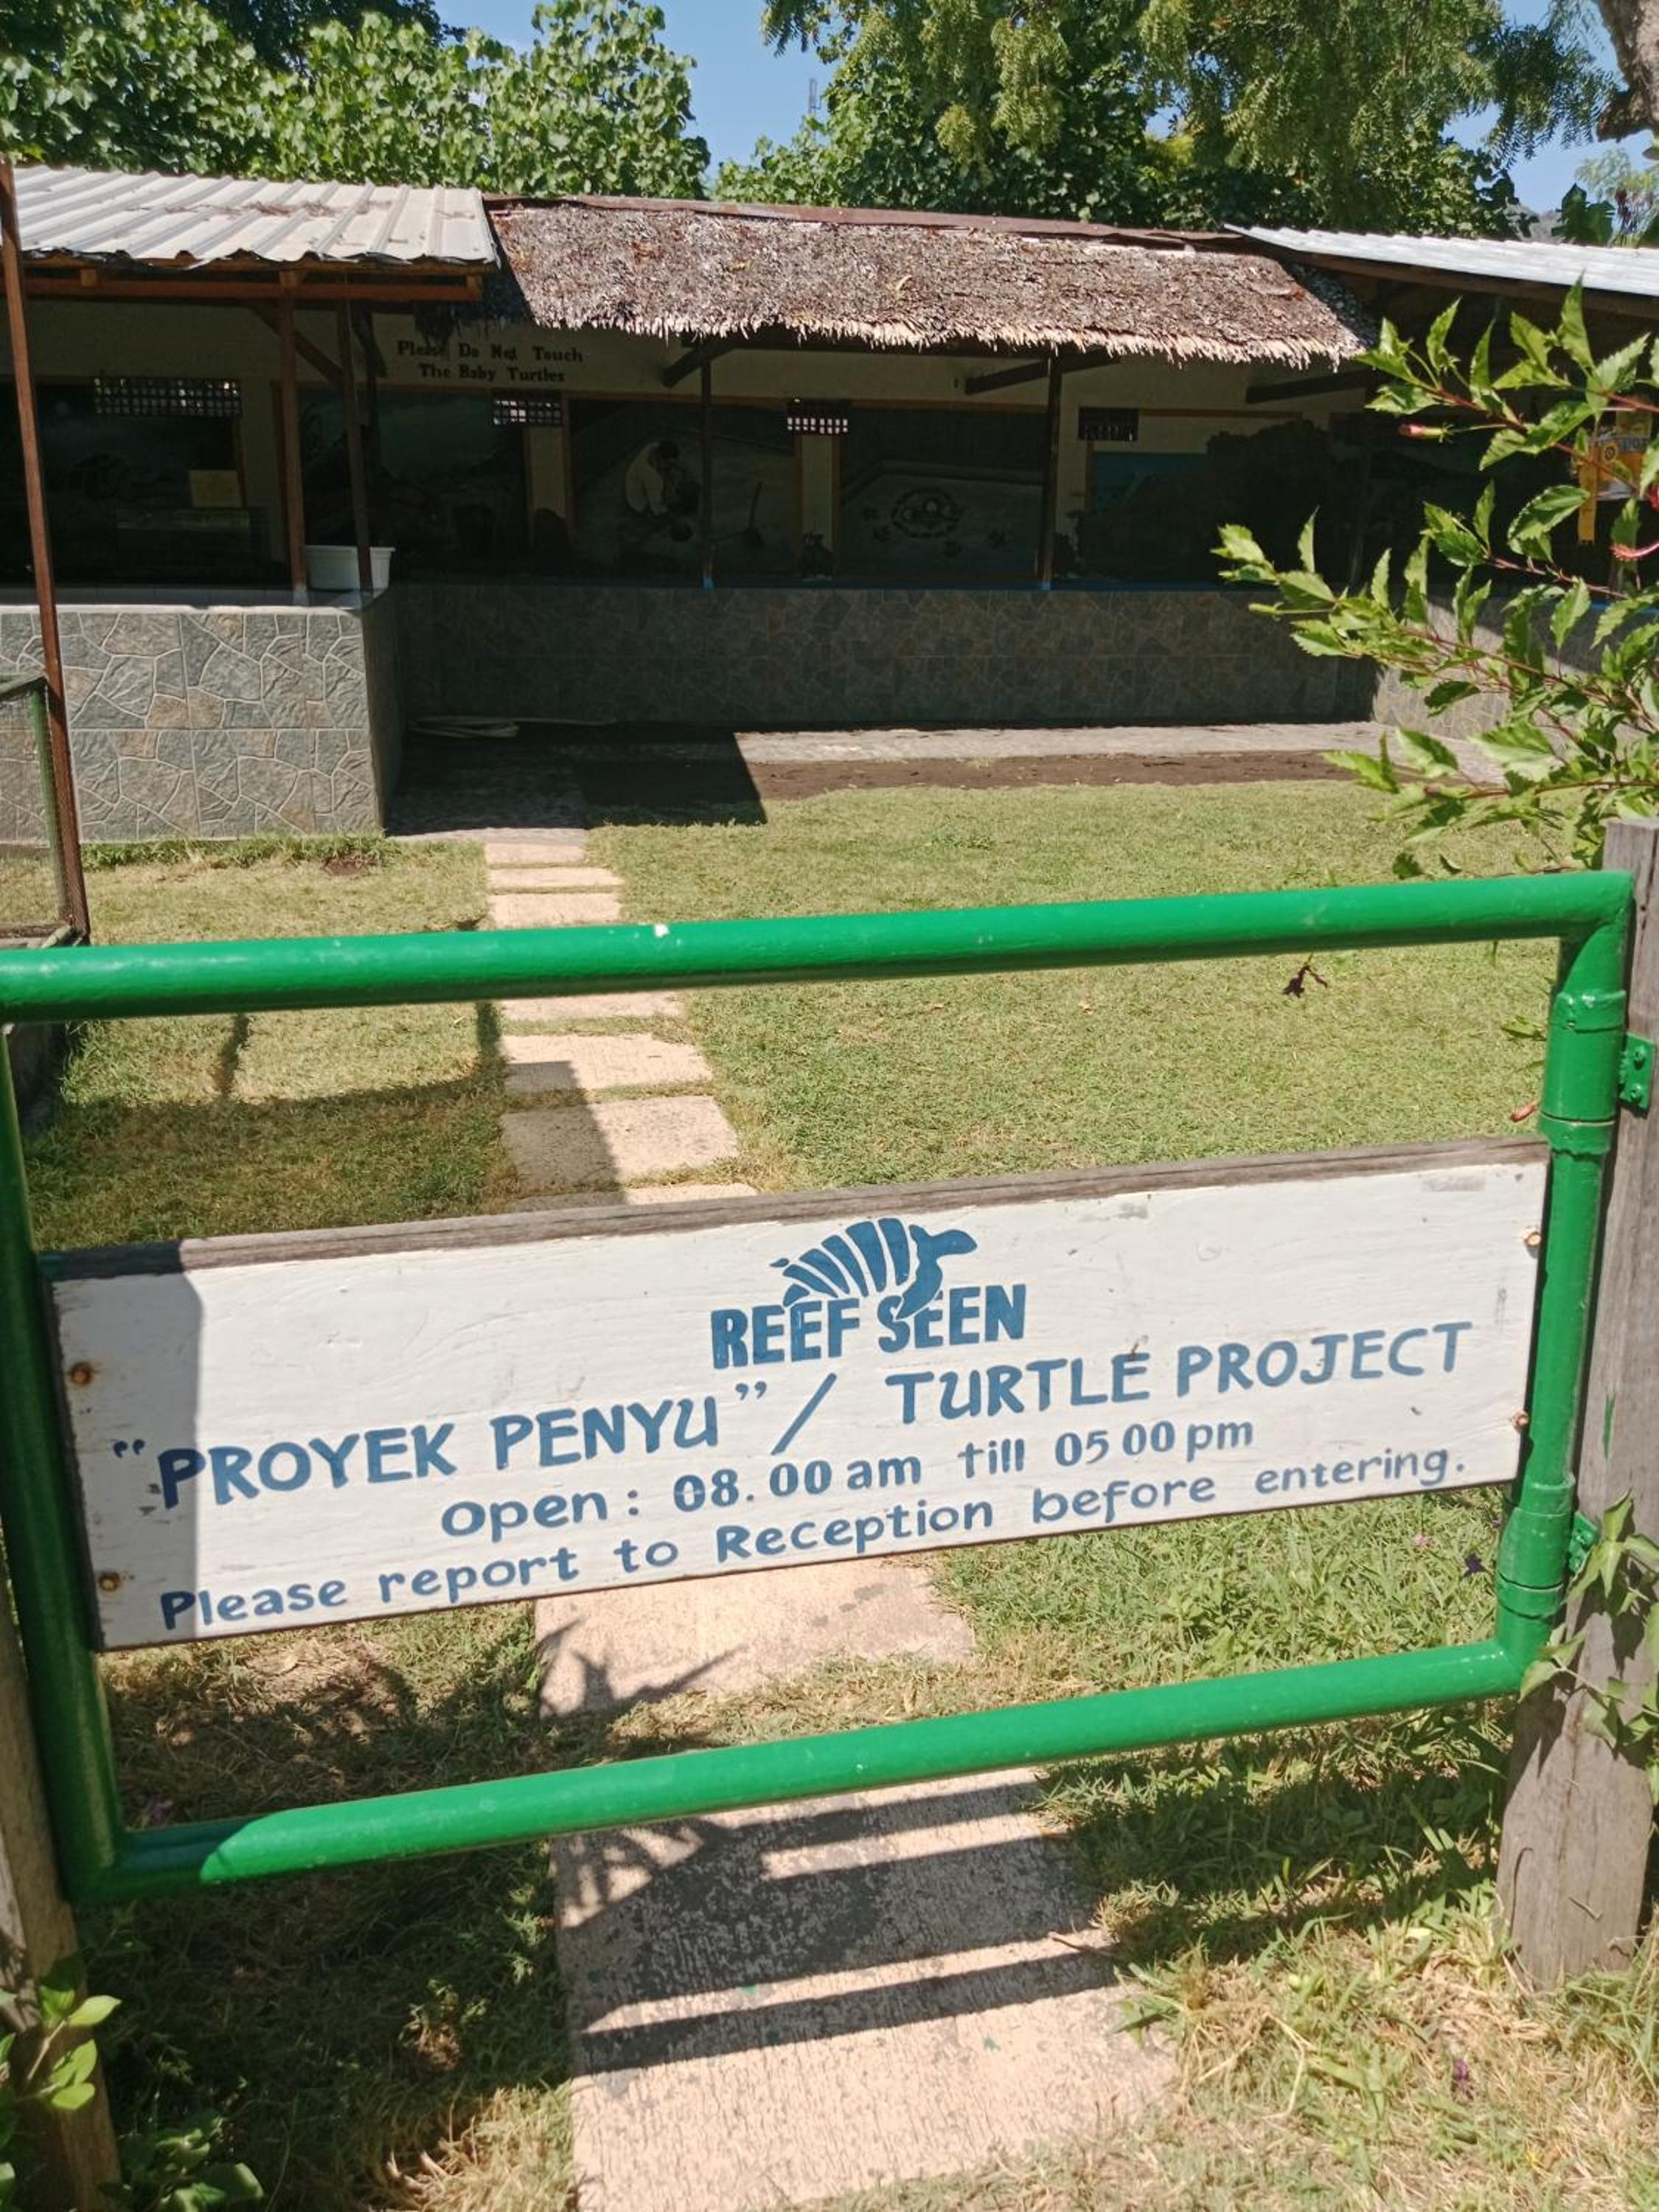 Please Do Not Touch
The Baby Turtles
REEF SEEN
"PROYEK PENYU" / TURTLE PROJECT
Open : 08.00 am till 05 00 pm
Please report to Reception before entering.